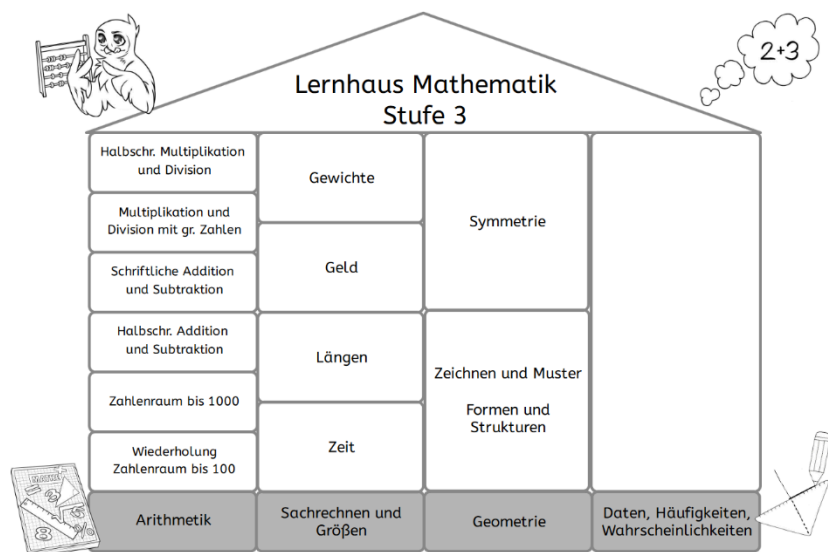 2+3
Lernhaus Mathematik
Stufe 3
Halbschr. Multiplikation
und Division
Multiplikation und
Division mit gr. Zahlen
Schriftliche Addition
und Subtraktion
Halbschr. Addition
und Subtraktion
Zahlenraum bis 1000
Wiederholung
Zahlenraum bis 100
Arithmetik
Gewichte
Geld
Längen
Zeit
Sachrechnen und
Größen
Symmetrie
Zeichnen und Muster
Formen und
Strukturen
Geometrie
Daten, Häufigkeiten,
Wahrscheinlichkeiten